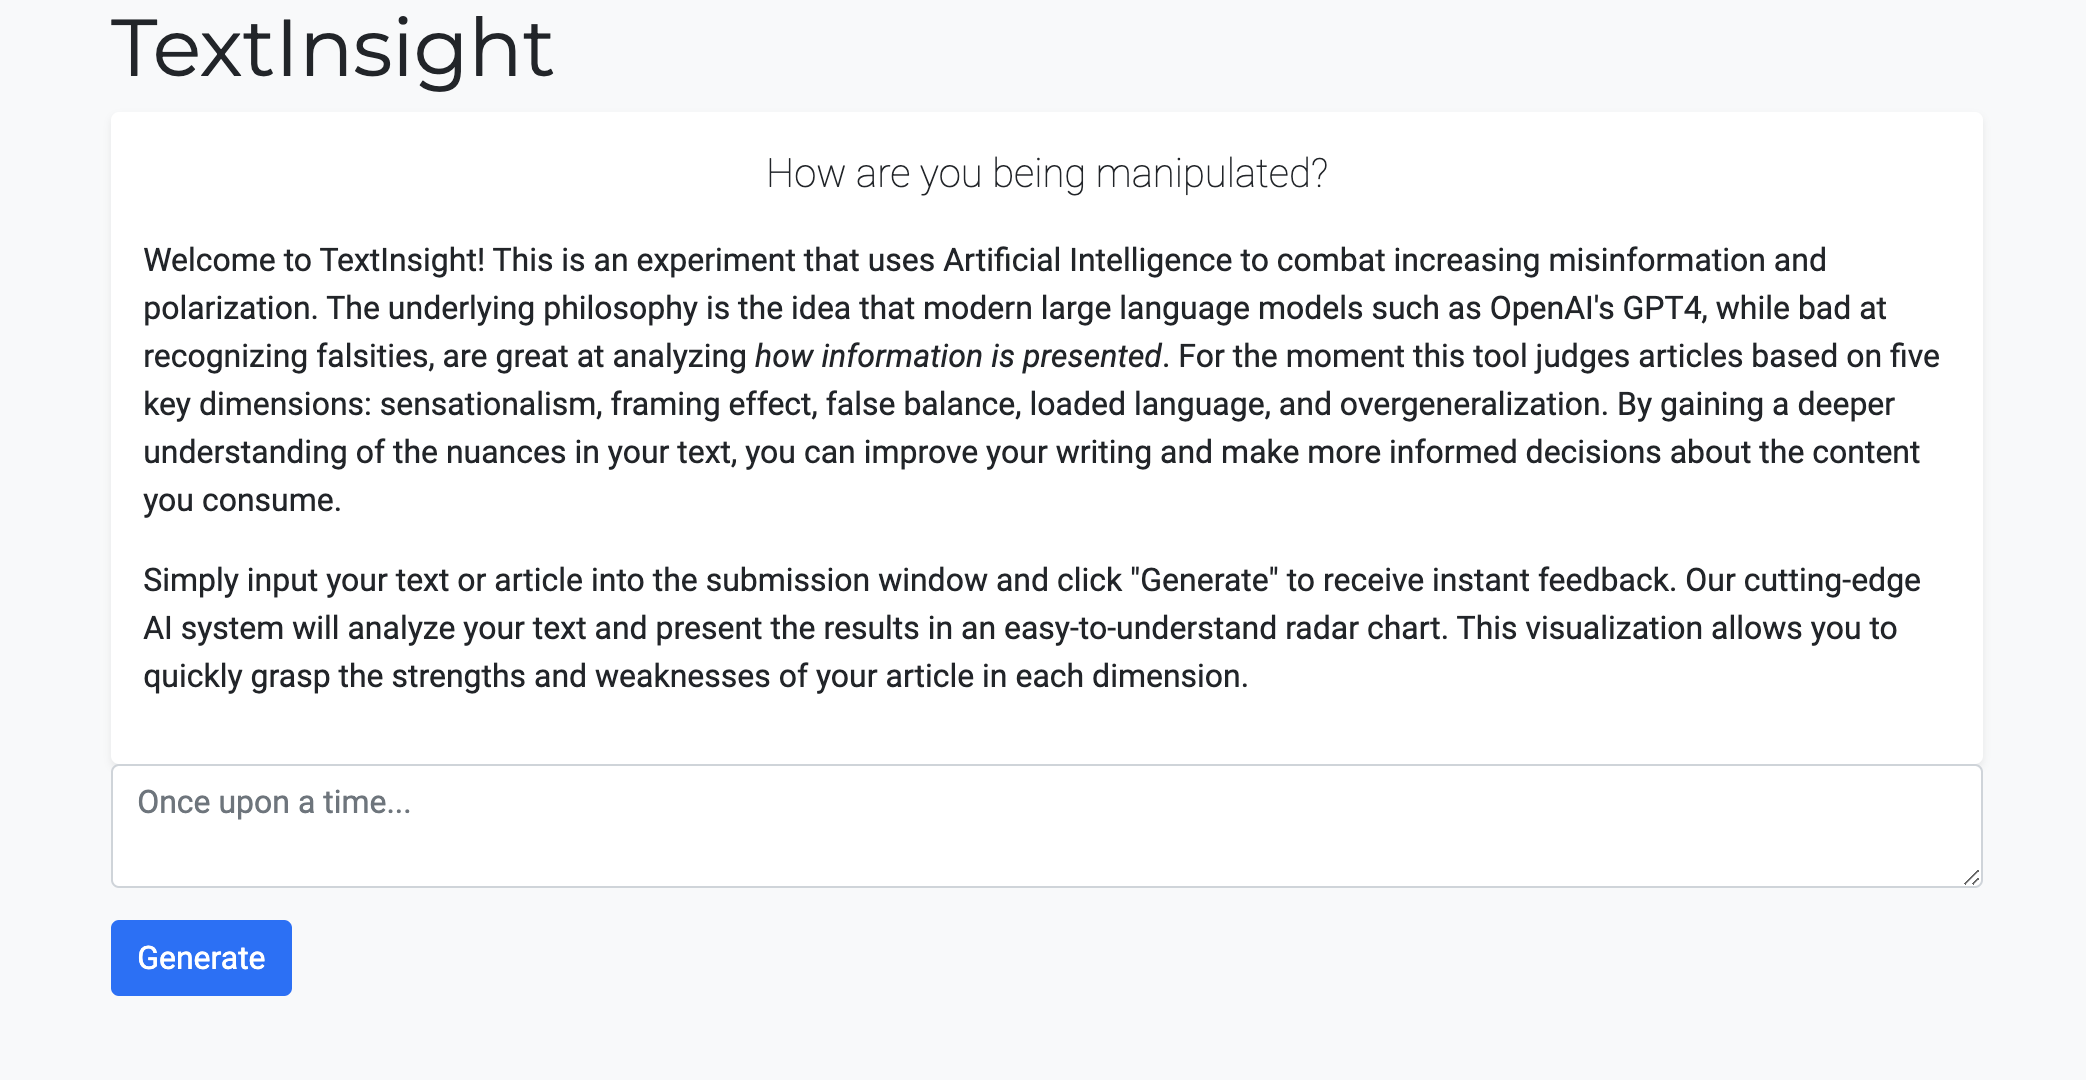 TextInsight
How are you being manipulated?
Welcome to TextInsight! This is an experiment that uses Artificial Intelligence to combat increasing misinformation and
polarization. The underlying philosophy is the idea that modern large language models such as OpenAI's GPT4, while bad at
recognizing falsities, are great at analyzing how information is presented. For the moment this tool judges articles based on five
key dimensions: sensationalism, framing effect, false balance, loaded language, and overgeneralization. By gaining a deeper
understanding of the nuances in your text, you can improve your writing and make more informed decisions about the content
you consume.
Simply input your text or article into the submission window and click "Generate" to receive instant feedback. Our cutting-edge
AI system will analyze your text and present the results in an easy-to-understand radar chart. This visualization allows you to
quickly grasp the strengths and weaknesses of your article in each dimension.
Once upon a time...
Generate